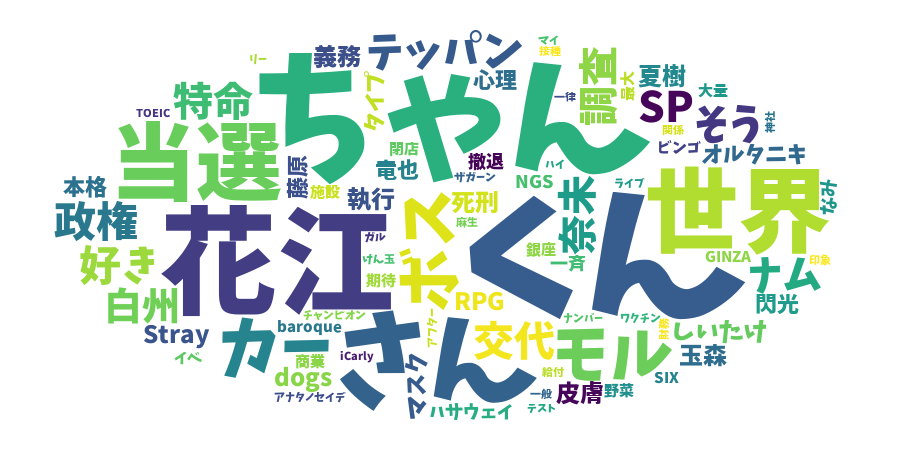 マイ
接種
リー
義務
テッパン
ちゃん
心理
調査
最大
夏樹
大量
タイプ
特命
TOEIC
一律
SP
そう
神社
関係
当選
閉店
撤退
ハイ
ビンゴ
オルタニキ
藤原
施設
竜也
ザガーン
NGS
ライブ
本格
執行
ボス
死刑
奈未
世界
なみ
政権
花江
ガル
麻生
くん
銀座
一斉
GINZA
印象
好き
けん玉
期待
ナム
白州
RPG
閃光
チャンピオン
ナンバー
ワクチン
財務
Stray
カー
baroque
さん
アフター
交代
モル
しいたけ
イベ
商業
iCarly
マスク
玉森
dogs
給付
SIX
アナタノセイデ
一般
皮膚
野菜
ハサウェイ
テスト